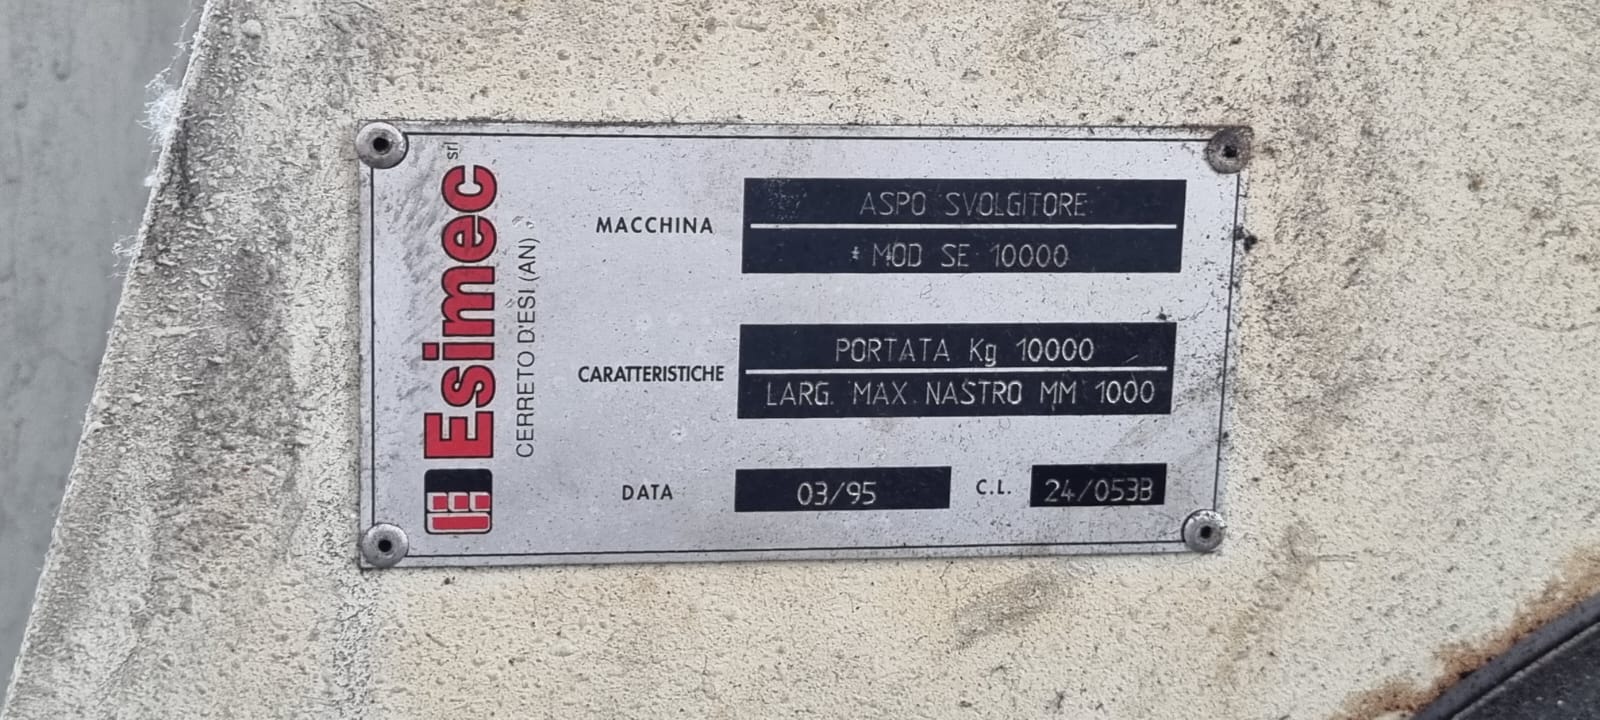 Esimec srl
CERRETO D'ESI (AN)
MACCHINA
ASPO SVOLGITORE
* MOD SE 10000
CARATTERISTICHE
PORTATA Kg 10000
LARG. MAX NASTRO MM 1000
DATA 03/95 C.L. 24/053B